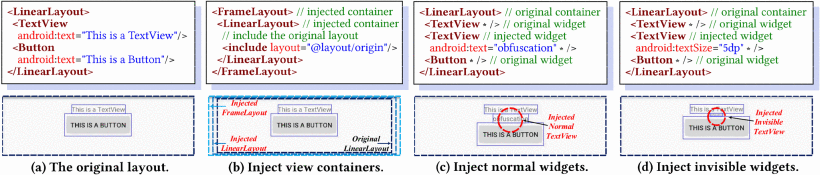 <LinearLayout>
<TextView
android:text="This is a TextView"/>
<Button
android:text="This is a Button"/>
</LinearLayout>
This is a TextView
THIS IS A BUTTON
(a) The original layout.
<FrameLayout> // injected container
<LinearLayout> // injected container
// include the original layout
<include layout="@layout/origin"/>
</LinearLayout>
</FrameLayout>
Injected
FrameLayout
This is a TextView
THIS IS A BUTTON
Injected
LinearLayout
Original
LinearLayout
(b) Inject view containers.
<LinearLayout> // original container
<TextView * /> // original widget
<TextView // injected widget
android:text="obfuscation" * />
<Button * /> // original widget
</LinearLayout>
This is a TextView
obfuscation
THIS IS A BUTTON
Injected
Normal
TextView
(c) Inject normal widgets.
<LinearLayout> // original container
<TextView * /> // original widget
<TextView // injected widget
android:textSize="5dp" * />
<Button * /> // original widget
</LinearLayout>
This is a TextView
THIS IS A BUTTON
Injected
Invisible
TextView
(d) Inject invisible widgets.